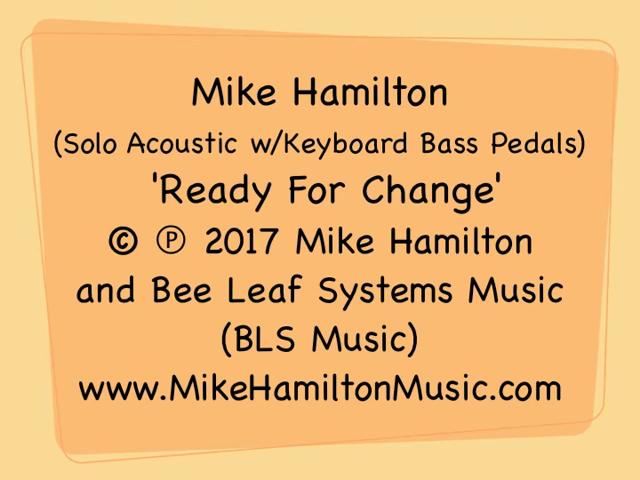 Mike Hamilton
(Solo Acoustic w/Keyboard Bass Pedals)
'Ready For Change'
© ℗ 2017 Mike Hamilton
and Bee Leaf Systems Music
(BLS Music)
www.MikeHamiltonMusic.com